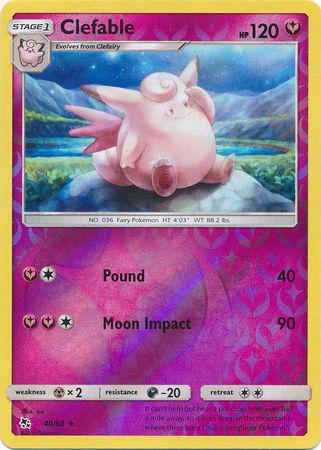 STAGE 1 Clefable HP 120
Evolves from Clefairy
NO. 036 Fairy Pokémon HT: 4'03" WT: 88.2 lbs.
Pound 40
Moon Impact 90
weakness ×2 resistance -20 retreat
Illus. sui
40/68 ★
It can't help but hear a pin drop from over half
a mile away, so it lives deep in the mountains
where there aren't many people or Pokémon.